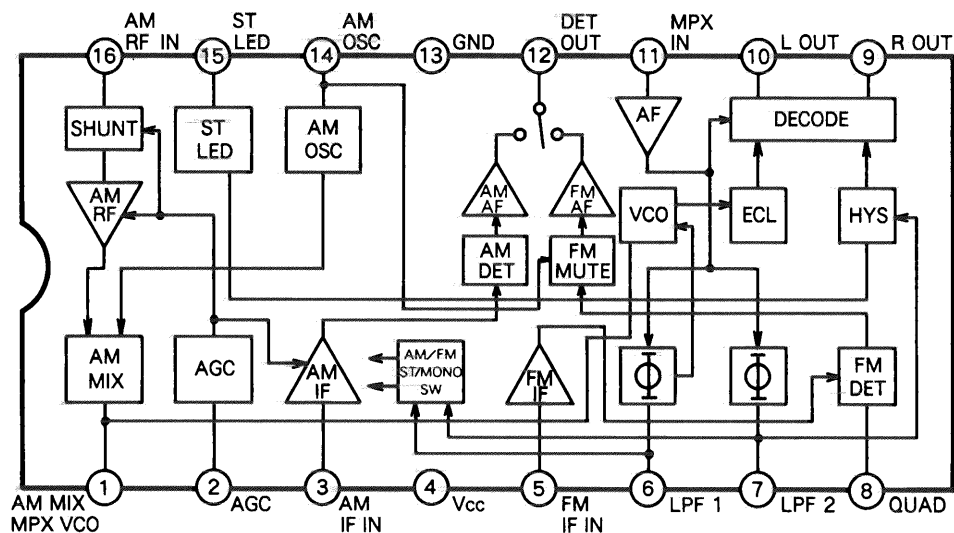 AM
RF IN
ST
LED
AM
OSC
GND
DET
OUT
MPX
IN
L OUT
R OUT
16
15
14
13
12
11
10
9
SHUNT
ST
LED
AM
OSC
AF
DECODE
AM
RF
AM
AF
FM
AF
VCO
ECL
HYS
AM
DET
FM
MUTE
AM
MIX
AGC
AM
IF
AM/FM
ST/MONO
SW
FM
IF
FM
DET
1
2
3
4
5
6
7
8
AM MIX
MPX VCO
AGC
AM
IF IN
Vcc
FM
IF IN
LPF 1
LPF 2
QUAD